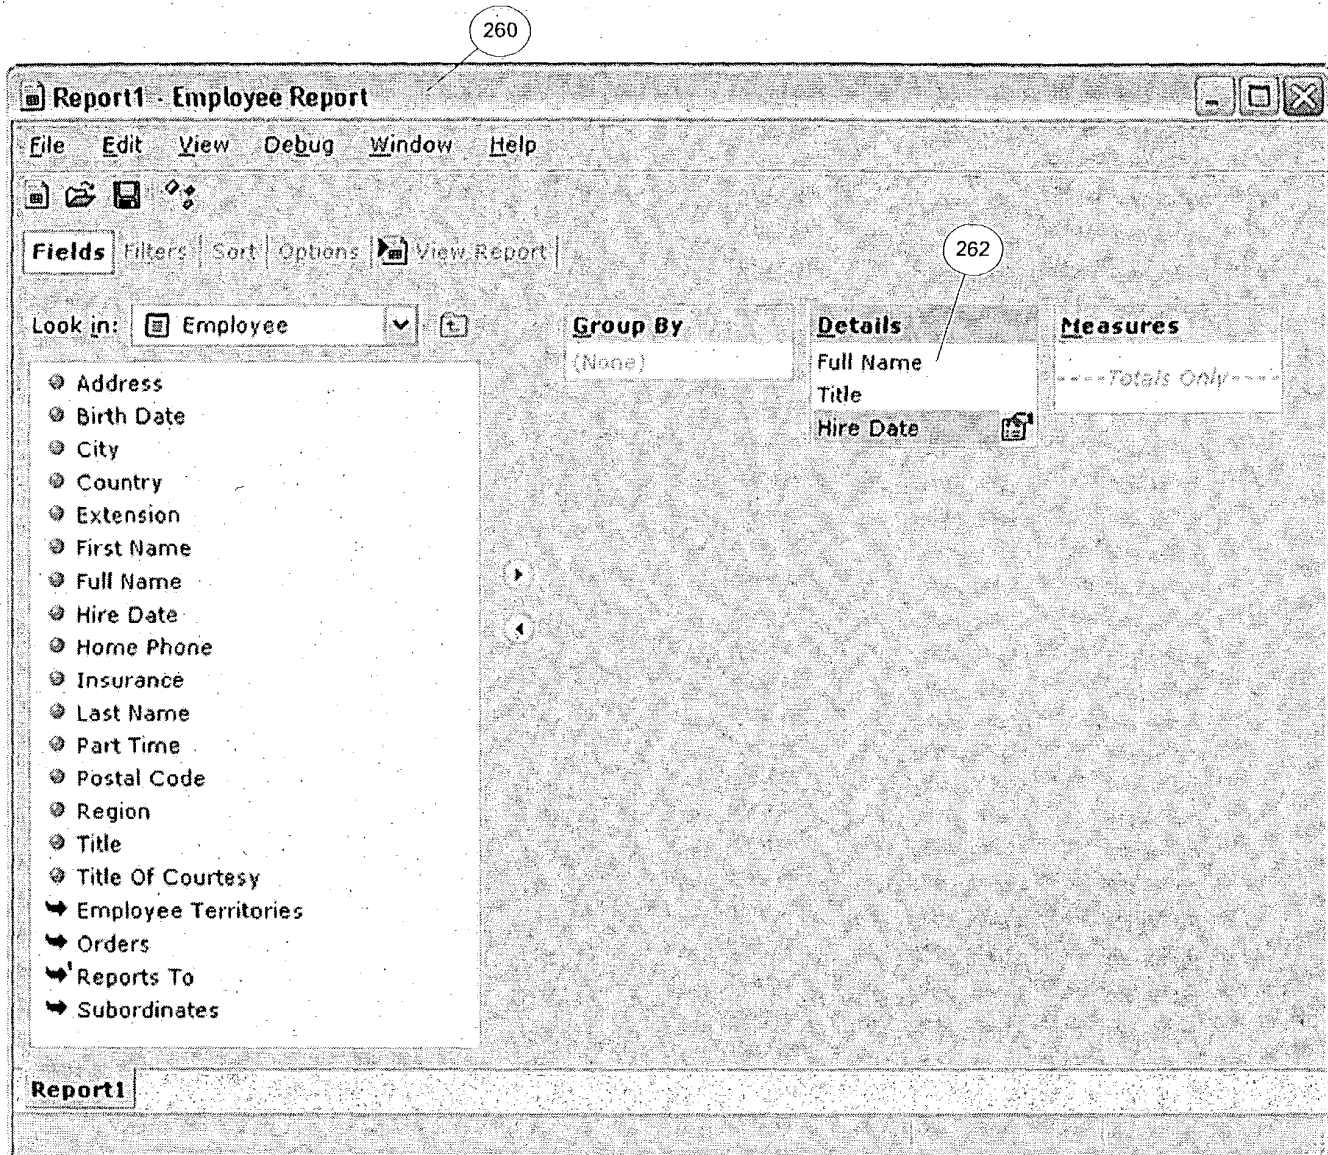 260
Report1 - Employee Report
File Edit View Debug Window Help
Fields Filters Sort Options View Report
262
Look in: Employee
Group By
(None)
Details
Full Name
Title
Hire Date
Measures
----Totals Only----
Address
Birth Date
City
Country
Extension
First Name
Full Name
Hire Date
Home Phone
Insurance
Last Name
Part Time
Postal Code
Region
Title
Title Of Courtesy
Employee Territories
Orders
Reports To
Subordinates
Report1